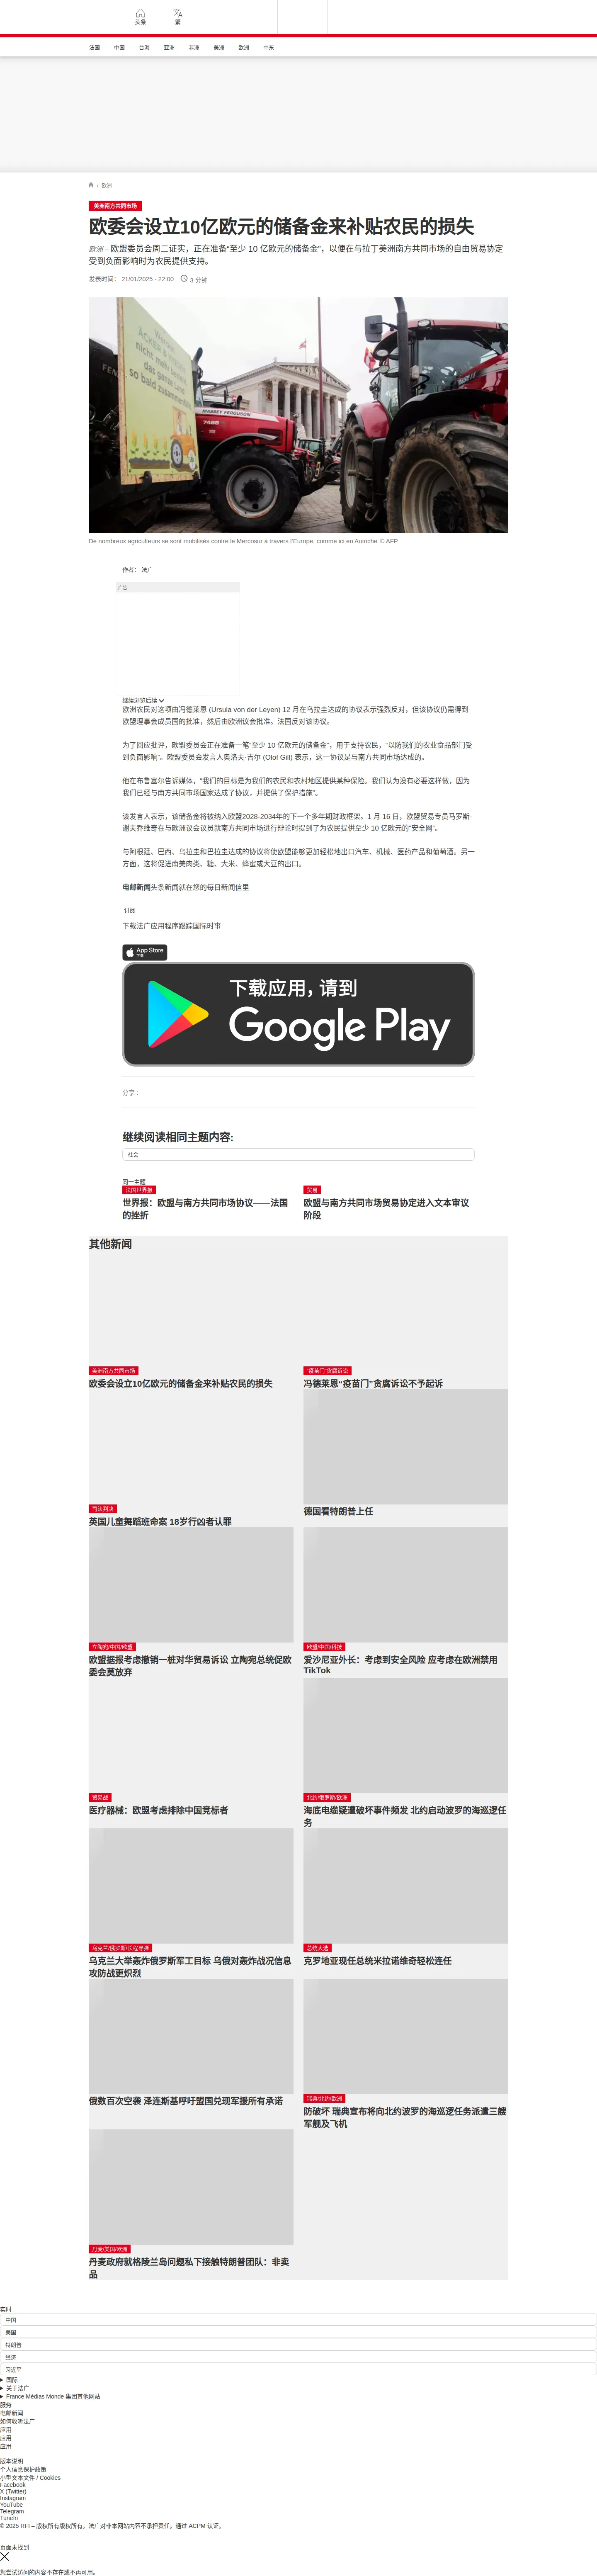 头条
繁
法国 中国 台海 亚洲 非洲 美洲 欧洲 中东
/ 欧洲
美洲南方共同市场
欧委会设立10亿欧元的储备金来补贴农民的损失
欧洲 – 欧盟委员会周二证实，正在准备“至少 10 亿欧元的储备金”，以便在与拉丁美洲南方共同市场的自由贸易协定
受到负面影响时为农民提供支持。
发表时间： 21/01/2025 - 22:00 3 分钟
ÄCKER &
MASSEY FERGUSON
De nombreux agriculteurs se sont mobilisés contre le Mercosur à travers l'Europe, comme ici en Autriche © AFP
作者： 法广
广告
继续浏览后续
欧洲农民对这项由冯德莱恩 (Ursula von der Leyen) 12 月在乌拉圭达成的协议表示强烈反对，但该协议仍需得到
欧盟理事会成员国的批准，然后由欧洲议会批准。法国反对该协议。
为了回应批评，欧盟委员会正在准备一笔“至少 10 亿欧元的储备金”，用于支持农民，“以防我们的农业食品部门受
到负面影响”。欧盟委员会发言人奥洛夫·吉尔 (Olof Gill) 表示，这一协议是与南方共同市场达成的。
他在布鲁塞尔告诉媒体，“我们的目标是为我们的农民和农村地区提供某种保险。我们认为没有必要这样做，因为
我们已经与南方共同市场国家达成了协议，并提供了保护措施”。
该发言人表示，该储备金将被纳入欧盟2028-2034年的下一个多年期财政框架。1 月 16 日，欧盟贸易专员马罗斯·
谢夫乔维奇在与欧洲议会议员就南方共同市场进行辩论时提到了为农民提供至少 10 亿欧元的“安全网”。
与阿根廷、巴西、乌拉圭和巴拉圭达成的协议将使欧盟能够更加轻松地出口汽车、机械、医药产品和葡萄酒。另一
方面，这将促进南美肉类、糖、大米、蜂蜜或大豆的出口。
电邮新闻头条新闻就在您的每日新闻信里
订阅
下载法广应用程序跟踪国际时事
App Store
下载
下载应用，请到
Google Play
分享 :
继续阅读相同主题内容:
社会
同一主题
法国世界报
世界报：欧盟与南方共同市场协议——法国
的挫折
贸易
欧盟与南方共同市场贸易协定进入文本审议
阶段
其他新闻
美洲南方共同市场
欧委会设立10亿欧元的储备金来补贴农民的损失
“疫苗门”贪腐诉讼
冯德莱恩“疫苗门”贪腐诉讼不予起诉
司法判决
英国儿童舞蹈班命案 18岁行凶者认罪
德国看特朗普上任
立陶宛/中国/欧盟
欧盟据报考虑撤销一桩对华贸易诉讼 立陶宛总统促欧
委会莫放弃
欧盟/中国/科技
爱沙尼亚外长：考虑到安全风险 应考虑在欧洲禁用
TikTok
贸易战
医疗器械：欧盟考虑排除中国竞标者
北约/俄罗斯/欧洲
海底电缆疑遭破坏事件频发 北约启动波罗的海巡逻任
务
乌克兰/俄罗斯/长程导弹
乌克兰大举轰炸俄罗斯军工目标 乌俄对轰炸战况信息
攻防战更炽烈
总统大选
克罗地亚现任总统米拉诺维奇轻松连任
俄数百次空袭 泽连斯基呼吁盟国兑现军援所有承诺
瑞典/北约/欧洲
防破坏 瑞典宣布将向北约波罗的海巡逻任务派遣三艘
军舰及飞机
丹麦/美国/欧洲
丹麦政府就格陵兰岛问题私下接触特朗普团队：非卖
品
实时
中国
美国
特朗普
经济
习近平
国际
关于法广
France Médias Monde 集团其他网站
服务
电邮新闻
如何收听法广
应用
应用
应用
版本说明
个人信息保护政策
小型文本文件 / Cookies
Facebook
X (Twitter)
Instagram
YouTube
Telegram
TuneIn
© 2025 RFI – 版权所有版权所有。法广对非本网站内容不承担责任。通过 ACPM 认证。
页面未找到
您尝试访问的内容不存在或不再可用。